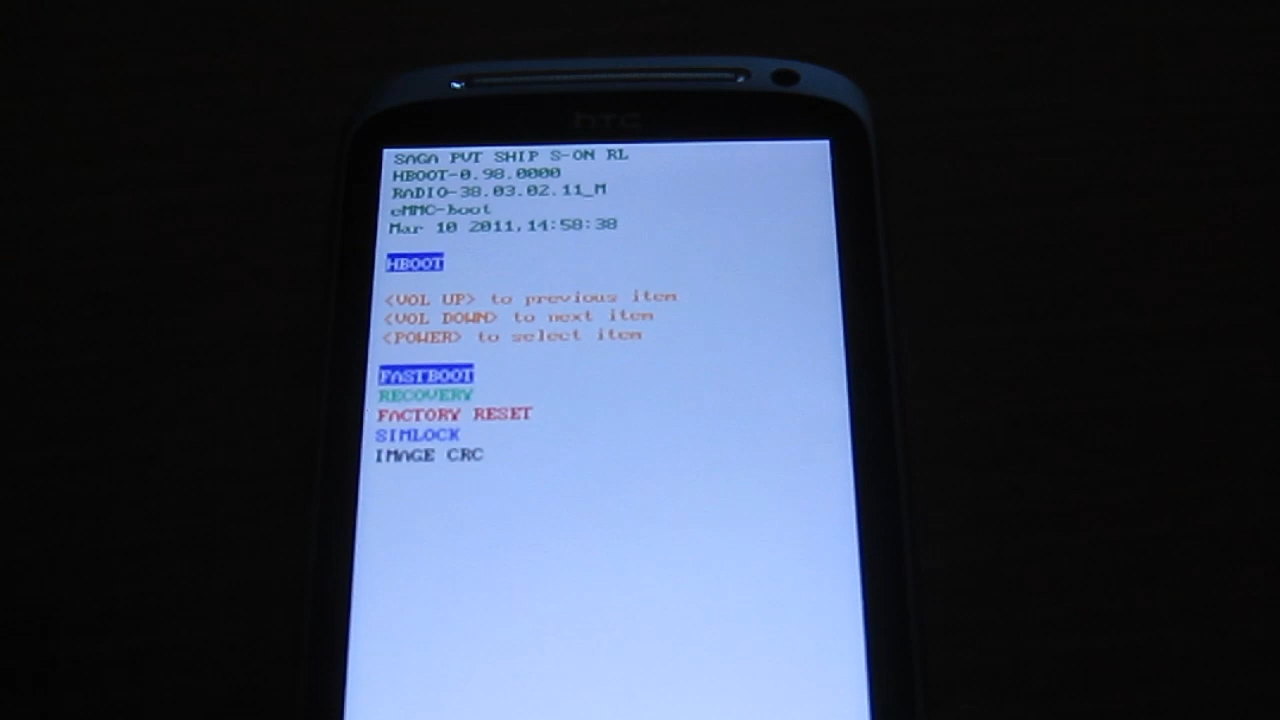 hTC
SAGA PVT SHIP S-ON RL
HBOOT-0.98.0000
RADIO-38.03.02.11_M
eMMC-boot
Mar 10 2011,14:58:38
HBOOT
<VOL UP> to previous item
<VOL DOWN> to next item
<POWER> to select item
FASTBOOT
RECOVERY
FACTORY RESET
SIMLOCK
IMAGE CRC